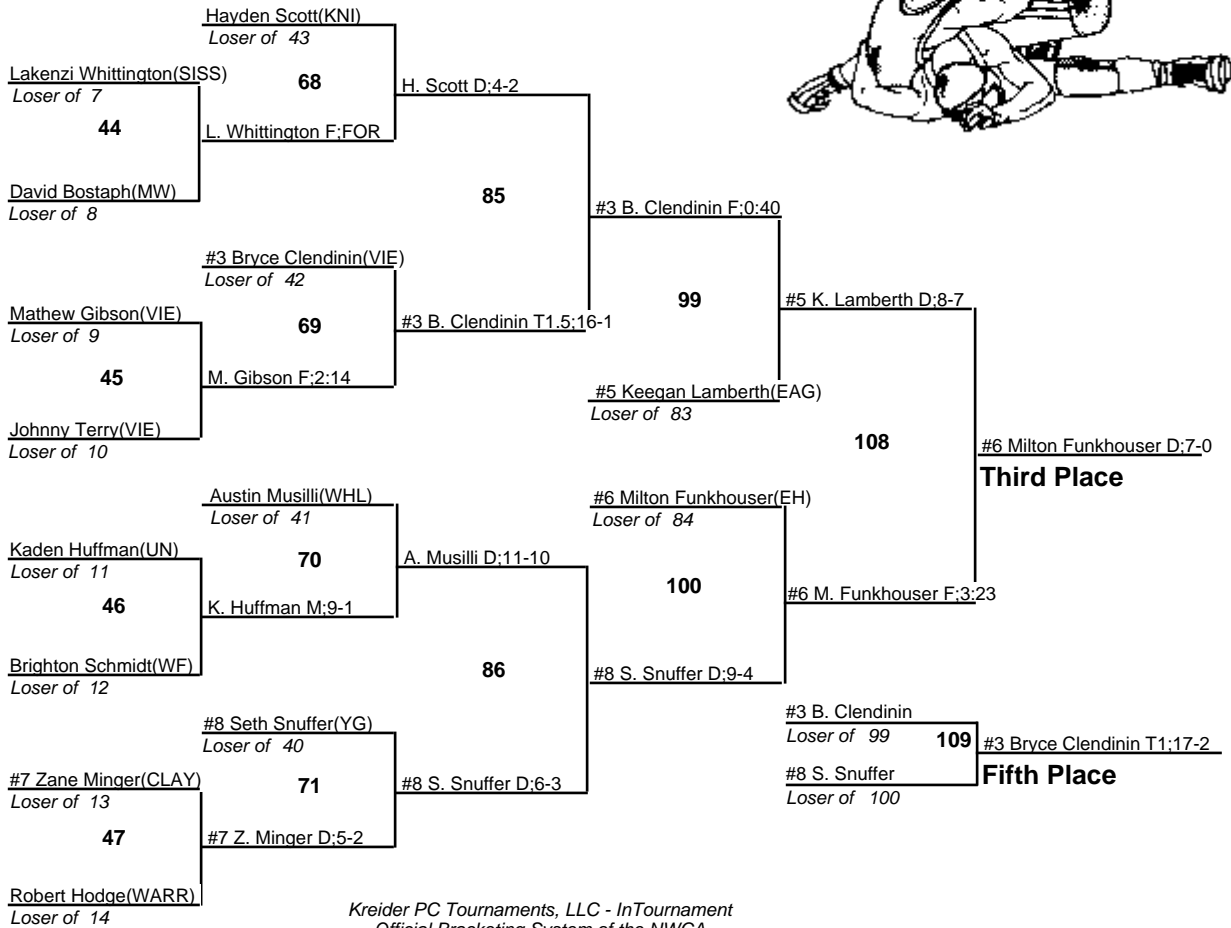 Hayden Scott(KNI)
Loser of 43
Lakenzi Whittington(SISS)
68
H. Scott D;4-2
Loser of 7
44
L. Whittington F;FOR
David Bostaph(MW)
85
Loser of 8
#3 B. Clendinin F;0:40
#3 Bryce Clendinin(VIE)
Loser of 42
99
#5 K. Lamberth D;8-7
Mathew Gibson(VIE)
69
#3 B. Clendinin T1.5;16-1
Loser of 9
45
M. Gibson F;2:14
#5 Keegan Lamberth(EAG)
Loser of 83
Johnny Terry(VIE)
108
#6 Milton Funkhouser D;7-0
Loser of 10
Third Place
Austin Musilli(WHL)
#6 Milton Funkhouser(EH)
Loser of 41
Loser of 84
Kaden Huffman(UN)
70
A. Musilli D;11-10
Loser of 11
100
46
K. Huffman M;9-1
#6 M. Funkhouser F;3:23
Brighton Schmidt(WF)
86
#8 S. Snuffer D;9-4
Loser of 12
#8 Seth Snuffer(YG)
#3 B. Clendinin
Loser of 40
Loser of 99
109
#3 Bryce Clendinin T1;17-2
#7 Zane Minger(CLAY)
71
#8 S. Snuffer D;6-3
#8 S. Snuffer
Fifth Place
Loser of 13
Loser of 100
47
#7 Z. Minger D;5-2
Robert Hodge(WARR)
Loser of 14
Kreider PC Tournaments, LLC - InTournament
Official Bracketing System of the NWCA